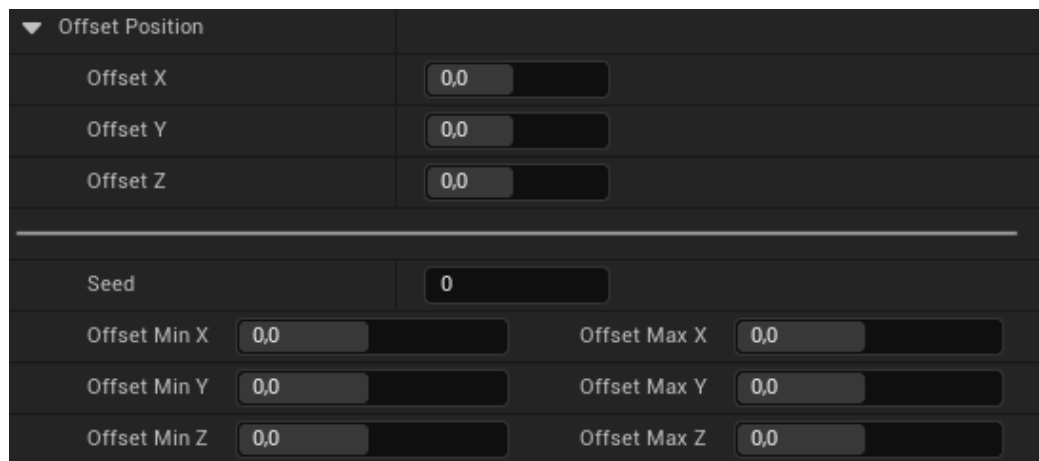 Offset Position
Offset X 0,0
Offset Y 0,0
Offset Z 0,0
Seed 0
Offset Min X 0,0 Offset Max X 0,0
Offset Min Y 0,0 Offset Max Y 0,0
Offset Min Z 0,0 Offset Max Z 0,0